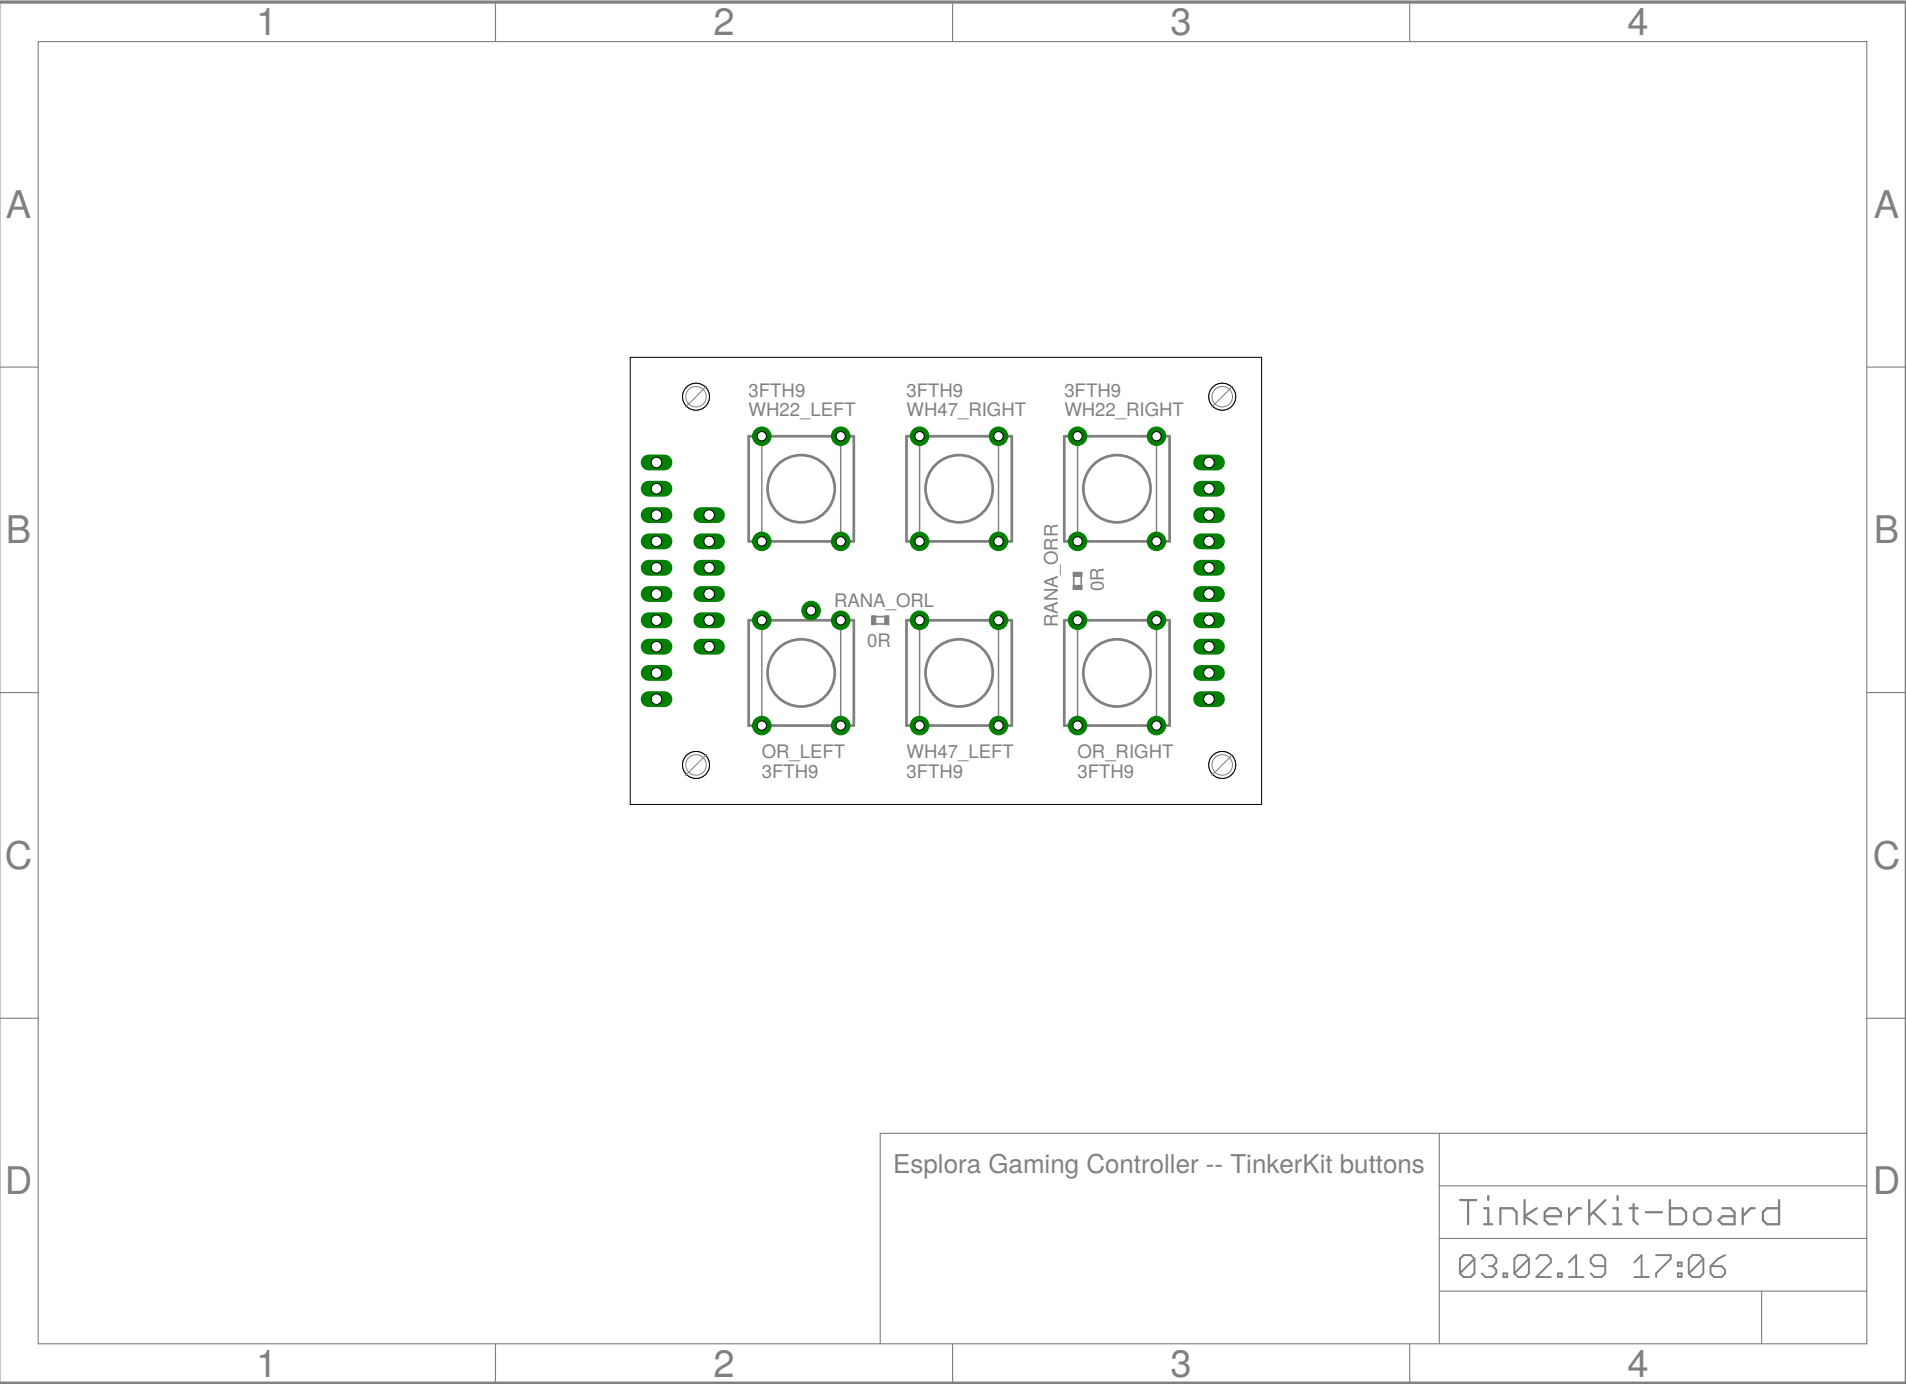 1 2 3 4
A A
3FTH9 3FTH9 3FTH9
WH22_LEFT WH47_RIGHT WH22_RIGHT
B B
RANA_ORR
0R
RANA_ORL
0R
OR_LEFT WH47_LEFT OR_RIGHT
3FTH9 3FTH9 3FTH9
C C
Esplora Gaming Controller -- TinkerKit buttons
D D
TinkerKit-board
03.02.19 17:06
1 2 3 4